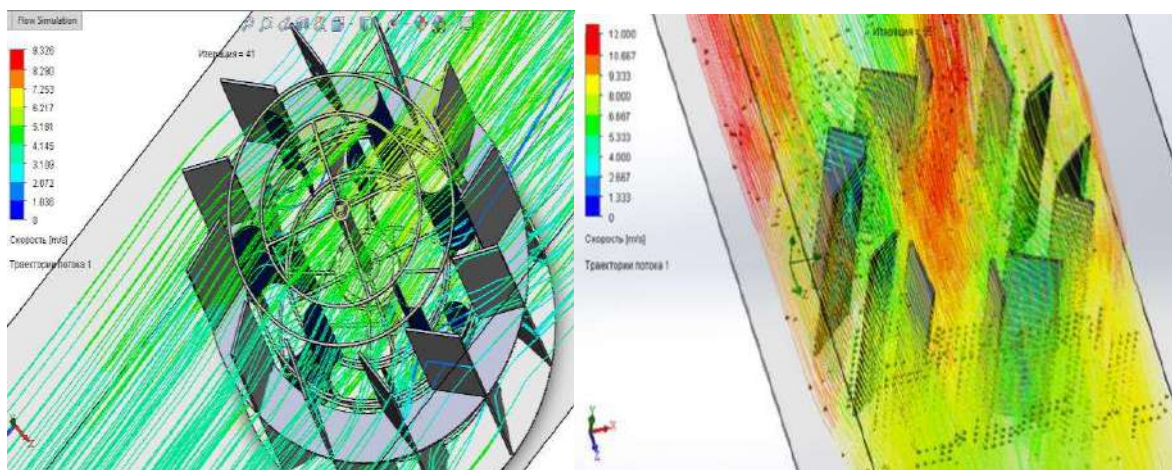 Flow Simulation
Итерация = 41
9.326
8.290
7.253
6.217
5.181
4.145
3.109
2.072
1.036
0
Скорость [m/s]
Траектории потока 1
12.000
10.667
9.333
8.000
6.667
5.333
4.000
2.667
1.333
0
Скорость [m/s]
Траектории потока 1
Y
X
Z